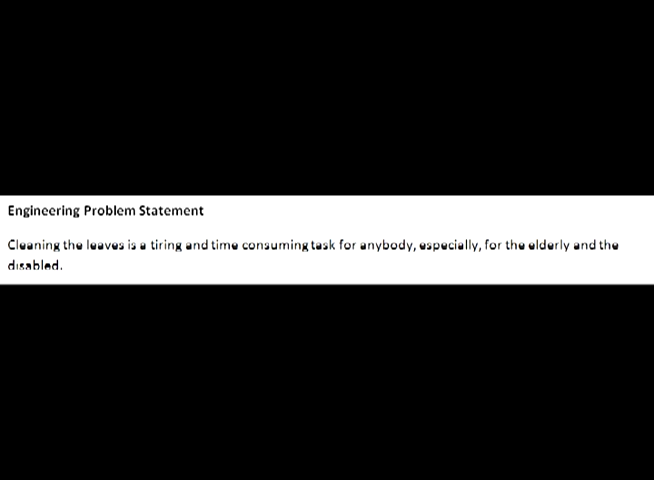 Engineering Problem Statement
Cleaning the leaves is a tiring and time consuming task for anybody, especially, for the elderly and the
disabled.